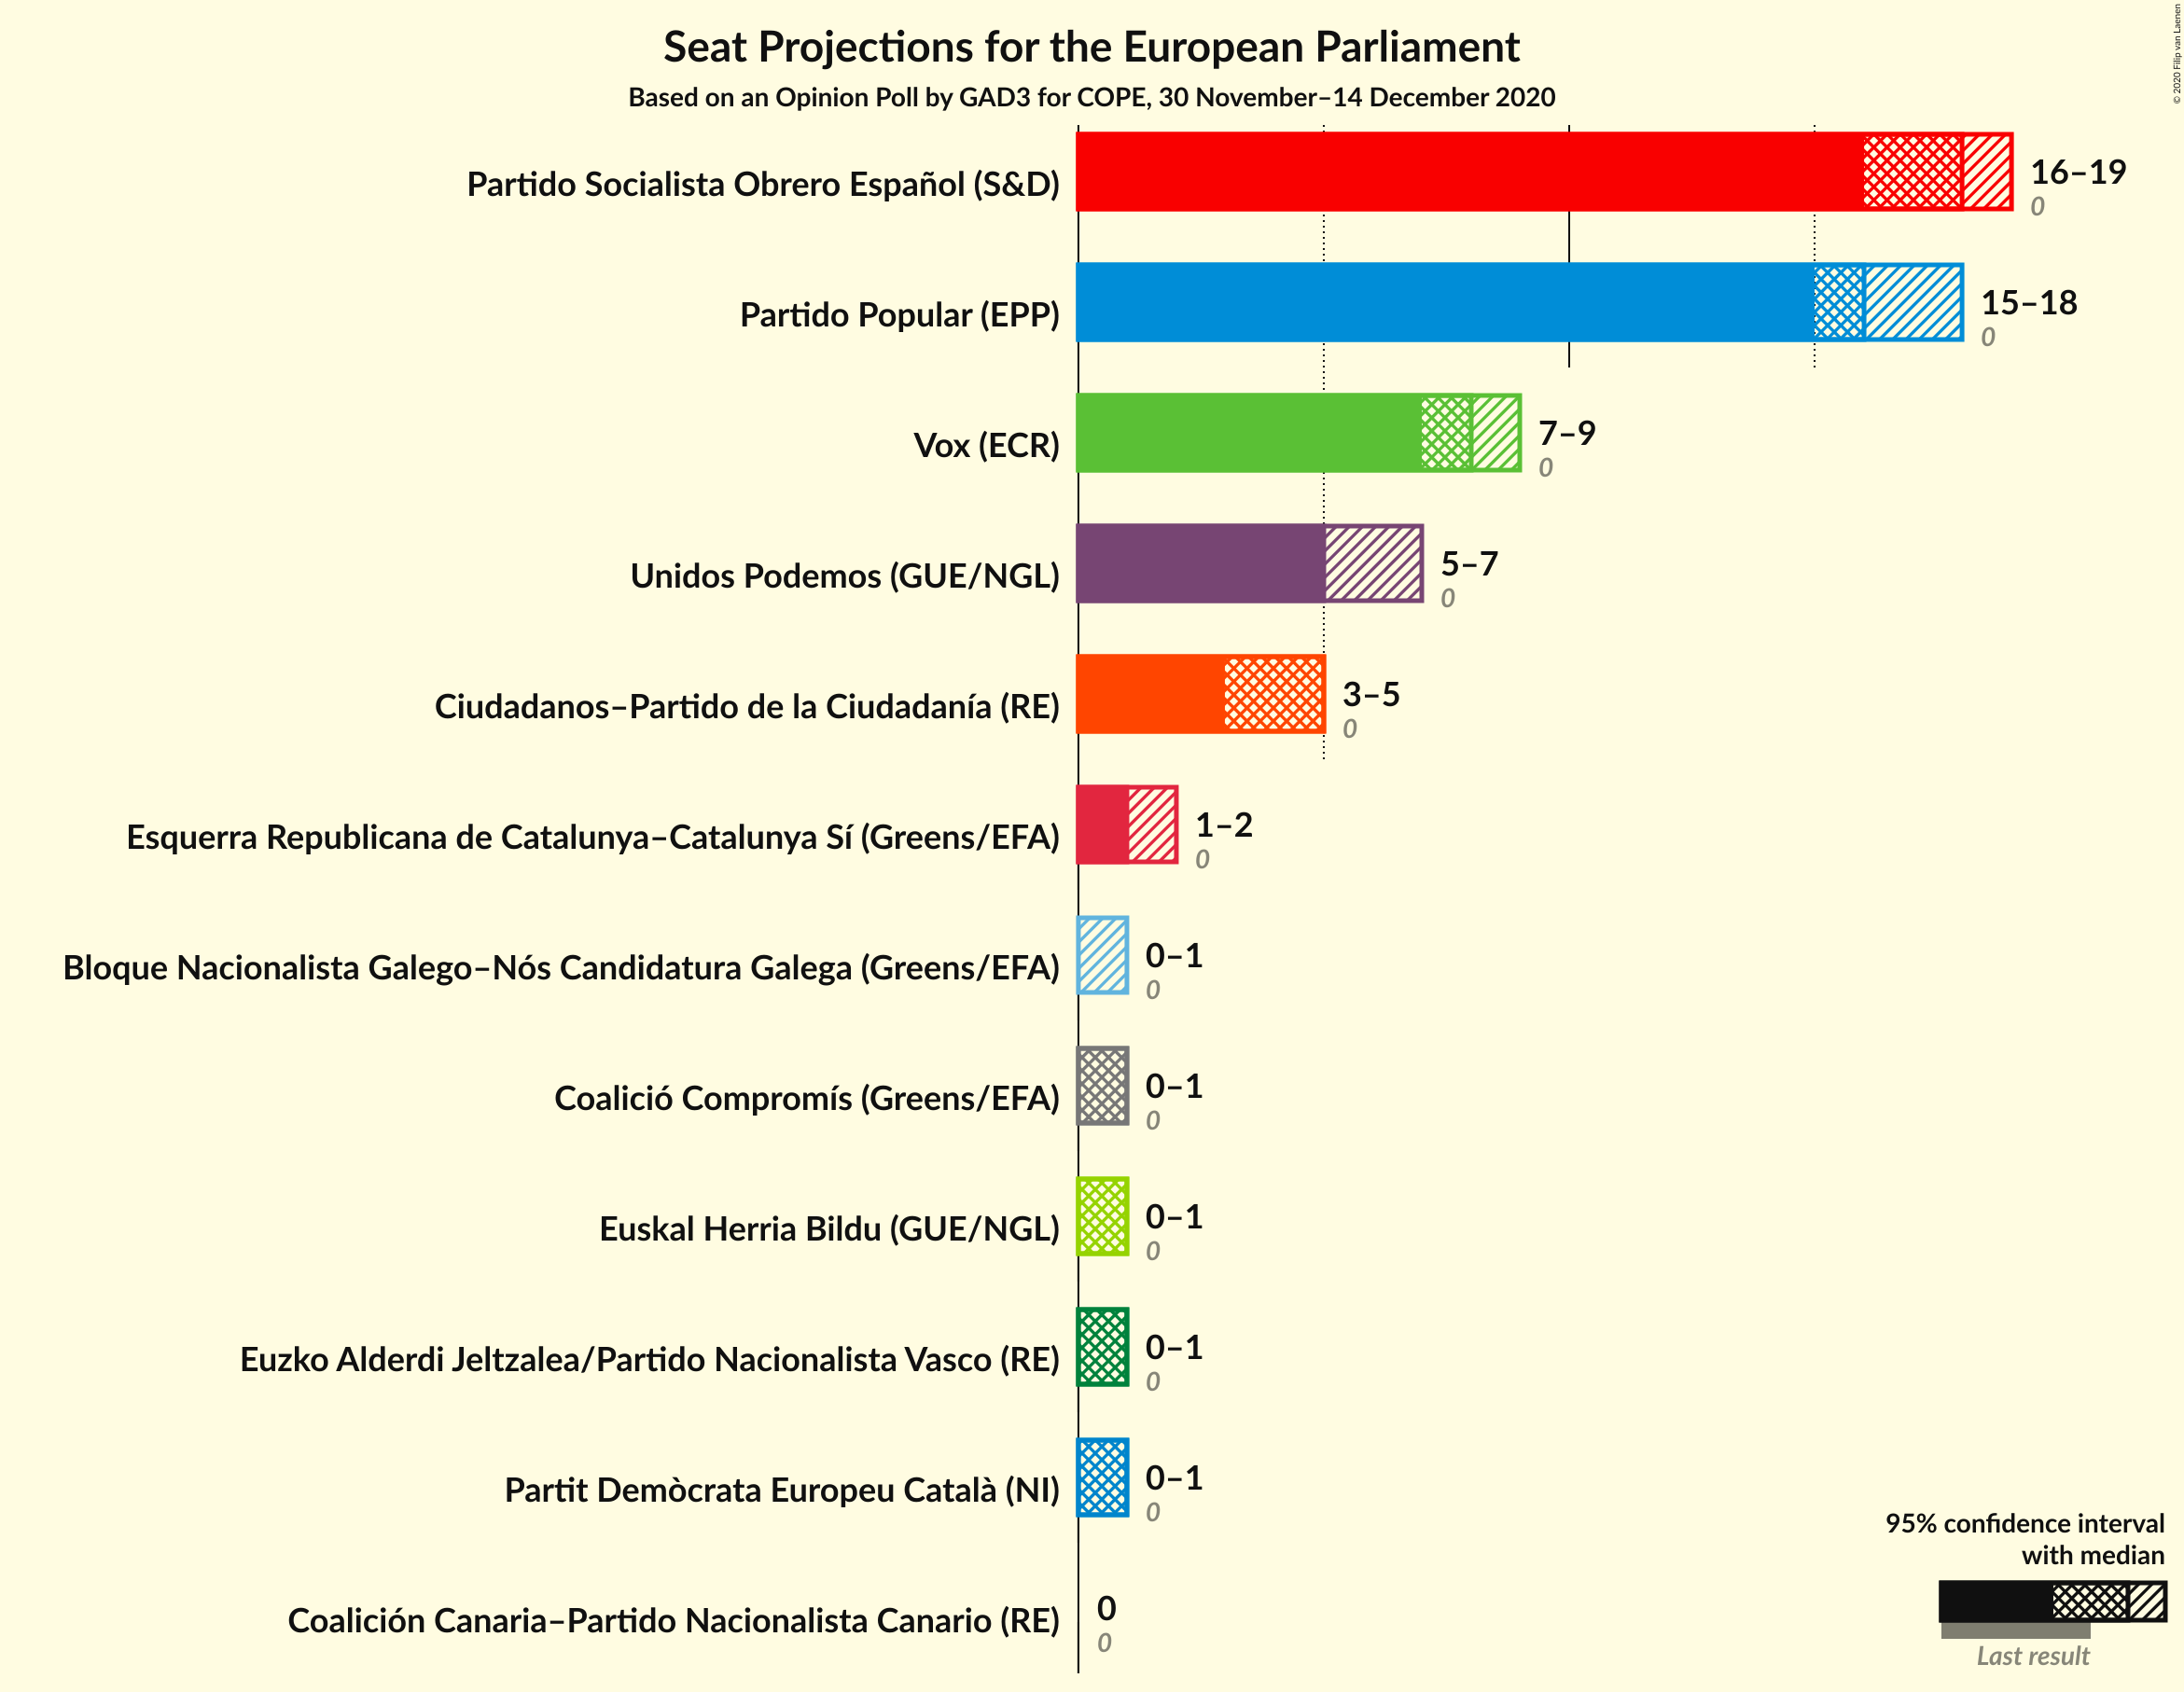 Seat Projections for the European Parliament
Based on an Opinion Poll by GAD3 for COPE, 30 November–14 December 2020
© 2020 Filip van Laenen
Partido Socialista Obrero Español (S&D)
16–19
0
Partido Popular (EPP)
15–18
0
Vox (ECR)
7–9
0
Unidos Podemos (GUE/NGL)
5–7
0
Ciudadanos–Partido de la Ciudadanía (RE)
3–5
0
Esquerra Republicana de Catalunya–Catalunya Sí (Greens/EFA)
1–2
0
Bloque Nacionalista Galego–Nós Candidatura Galega (Greens/EFA)
0–1
0
Coalició Compromís (Greens/EFA)
0–1
0
Euskal Herria Bildu (GUE/NGL)
0–1
0
Euzko Alderdi Jeltzalea/Partido Nacionalista Vasco (RE)
0–1
0
Partit Demòcrata Europeu Català (NI)
0–1
0
Coalición Canaria–Partido Nacionalista Canario (RE)
0
0
95% confidence interval
with median
Last result